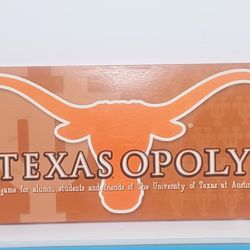 TEXAS OPOLY
game for alumni, students and friends of The University of Texas at Austin